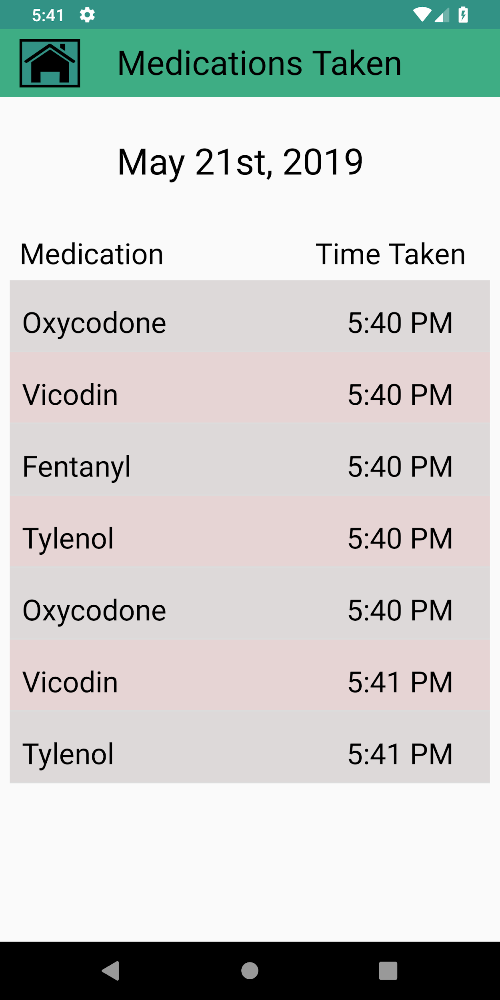 5:41
Medications Taken
May 21st, 2019
Medication Time Taken
Oxycodone 5:40 PM
Vicodin 5:40 PM
Fentanyl 5:40 PM
Tylenol 5:40 PM
Oxycodone 5:40 PM
Vicodin 5:41 PM
Tylenol 5:41 PM